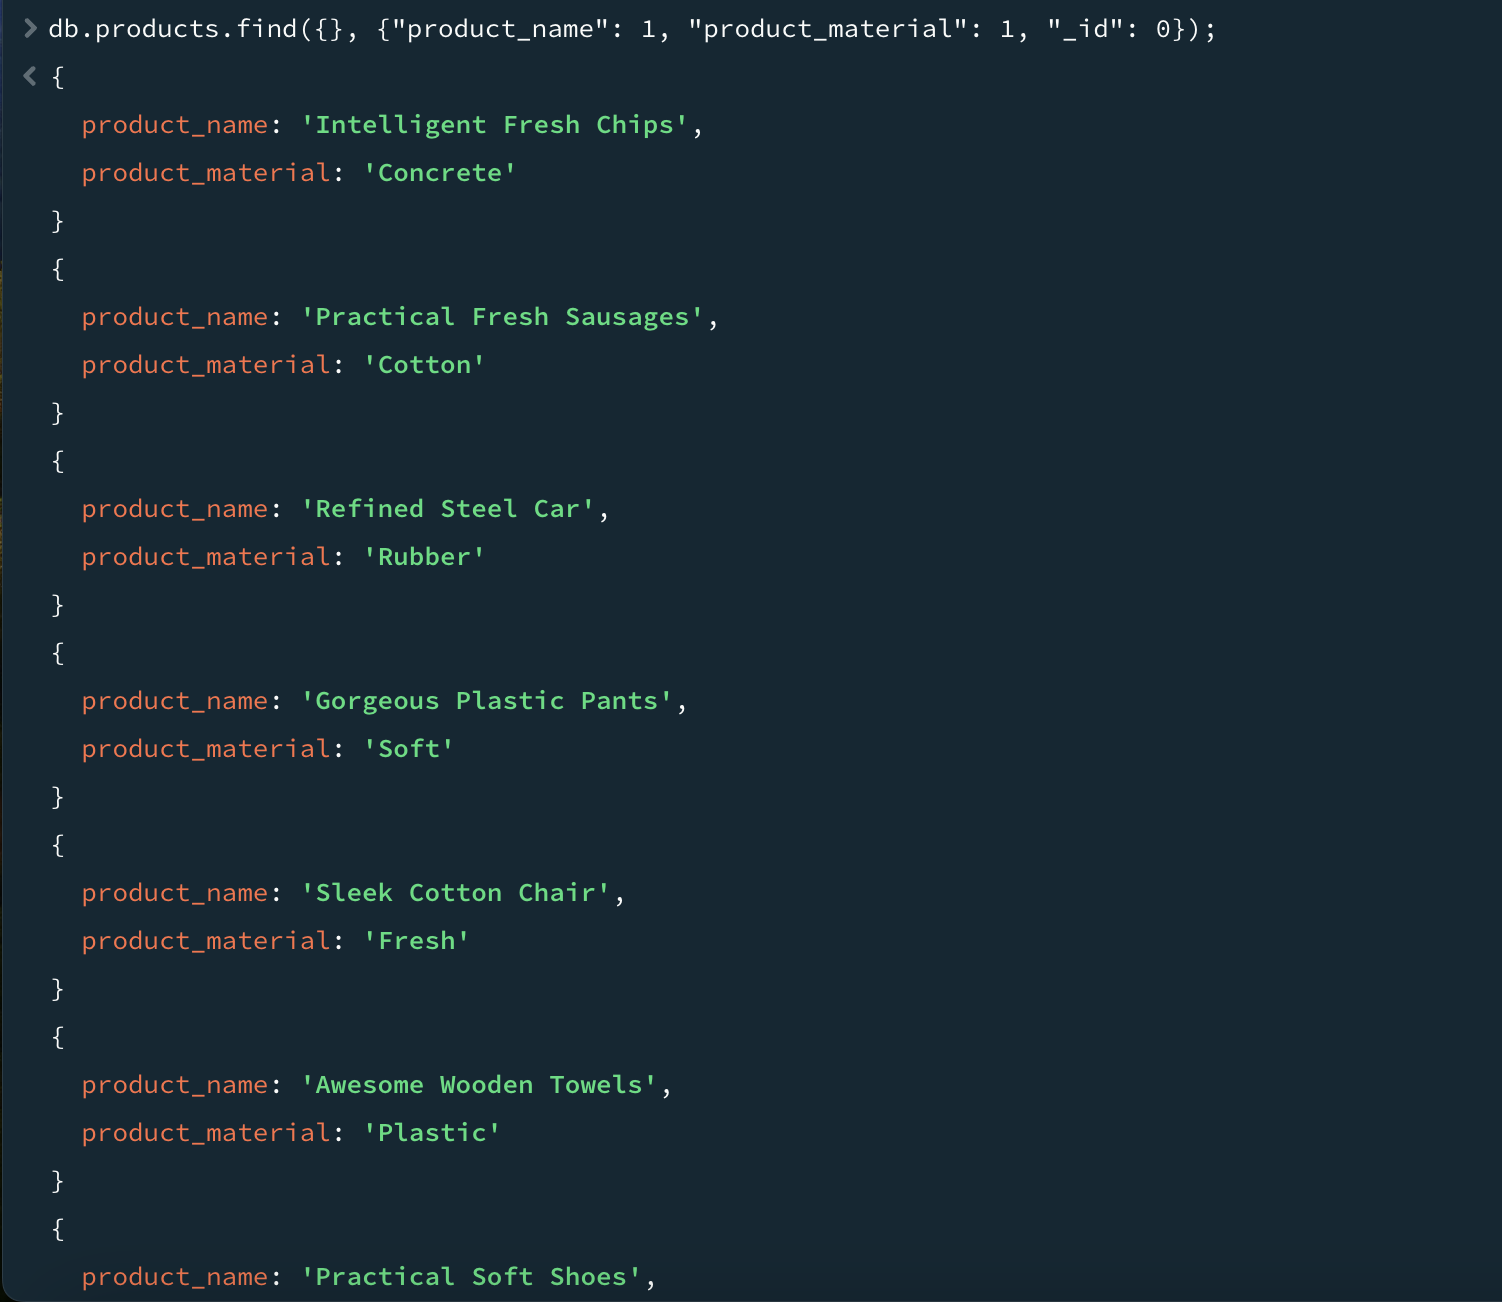 > db.products.find({}, {"product_name": 1, "product_material": 1, "_id": 0});
< {
product_name: 'Intelligent Fresh Chips',
product_material: 'Concrete'
}
{
product_name: 'Practical Fresh Sausages',
product_material: 'Cotton'
}
{
product_name: 'Refined Steel Car',
product_material: 'Rubber'
}
{
product_name: 'Gorgeous Plastic Pants',
product_material: 'Soft'
}
{
product_name: 'Sleek Cotton Chair',
product_material: 'Fresh'
}
{
product_name: 'Awesome Wooden Towels',
product_material: 'Plastic'
}
{
product_name: 'Practical Soft Shoes',